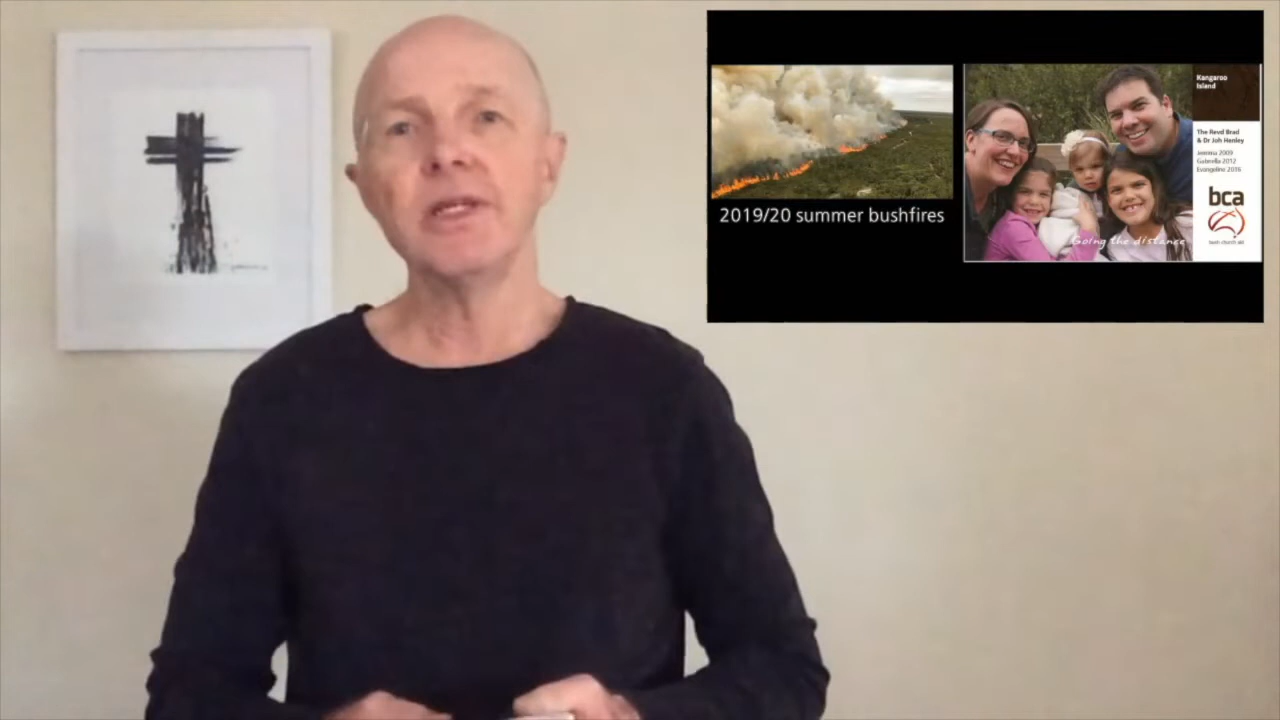 2019/20 summer bushfires
Kangaroo
Island
The Revd Brad
& Dr Joh Henley
Jemima 2009
Gabriella 2012
Evangeline 2016
bca
bush church aid
Going the distance